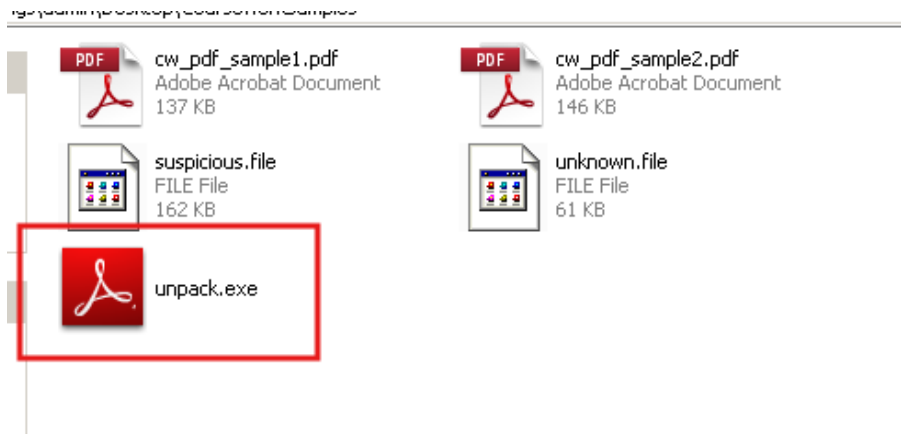 cw_pdf_sample1.pdf
Adobe Acrobat Document
137 KB
cw_pdf_sample2.pdf
Adobe Acrobat Document
146 KB
suspicious.file
FILE File
162 KB
unknown.file
FILE File
61 KB
unpack.exe
PDF
PDF